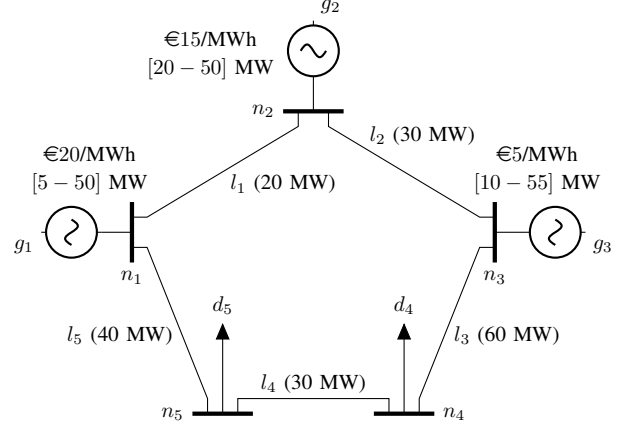 g₂
€15/MWh
[20 − 50] MW
n₂
l₂ (30 MW)
€20/MWh
[5 − 50] MW
l₁ (20 MW)
€5/MWh
[10 − 55] MW
g₁
n₁
n₃
g₃
d₅
d₄
l₅ (40 MW)
l₃ (60 MW)
l₄ (30 MW)
n₅
n₄